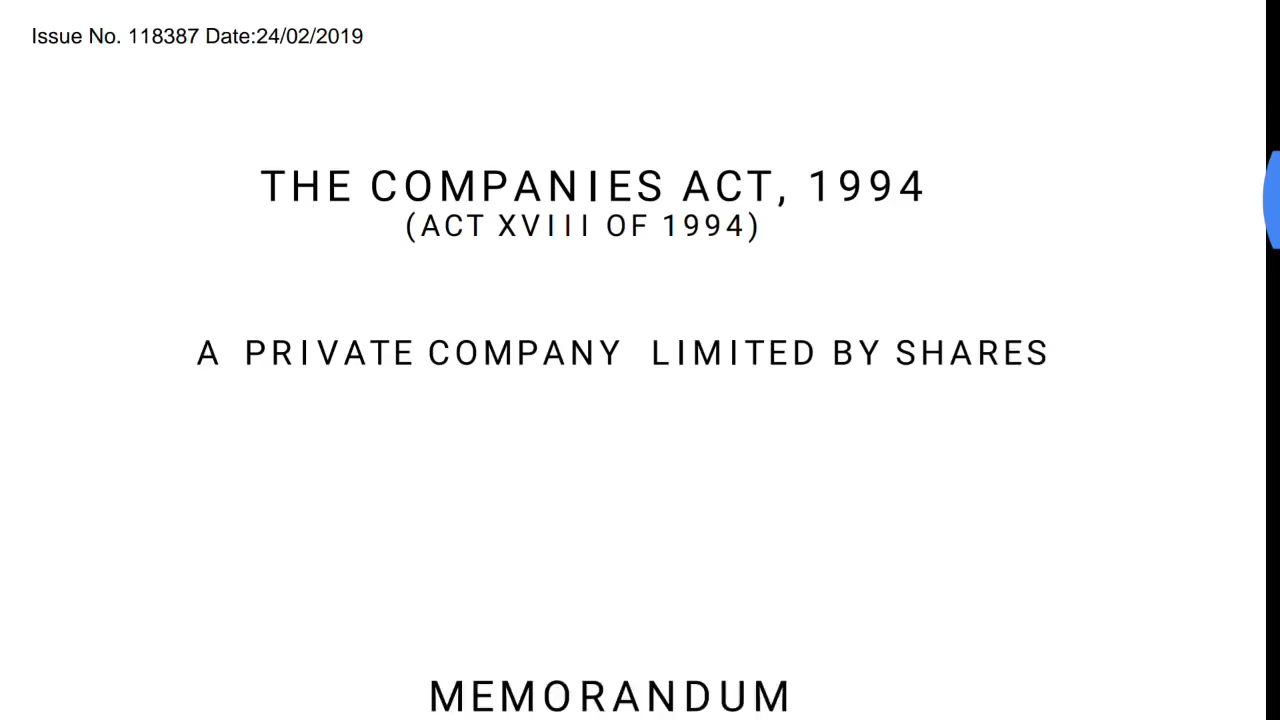 Issue No. 118387 Date:24/02/2019
THE COMPANIES ACT, 1994
(ACT XVIII OF 1994)
A PRIVATE COMPANY LIMITED BY SHARES
MEMORANDUM